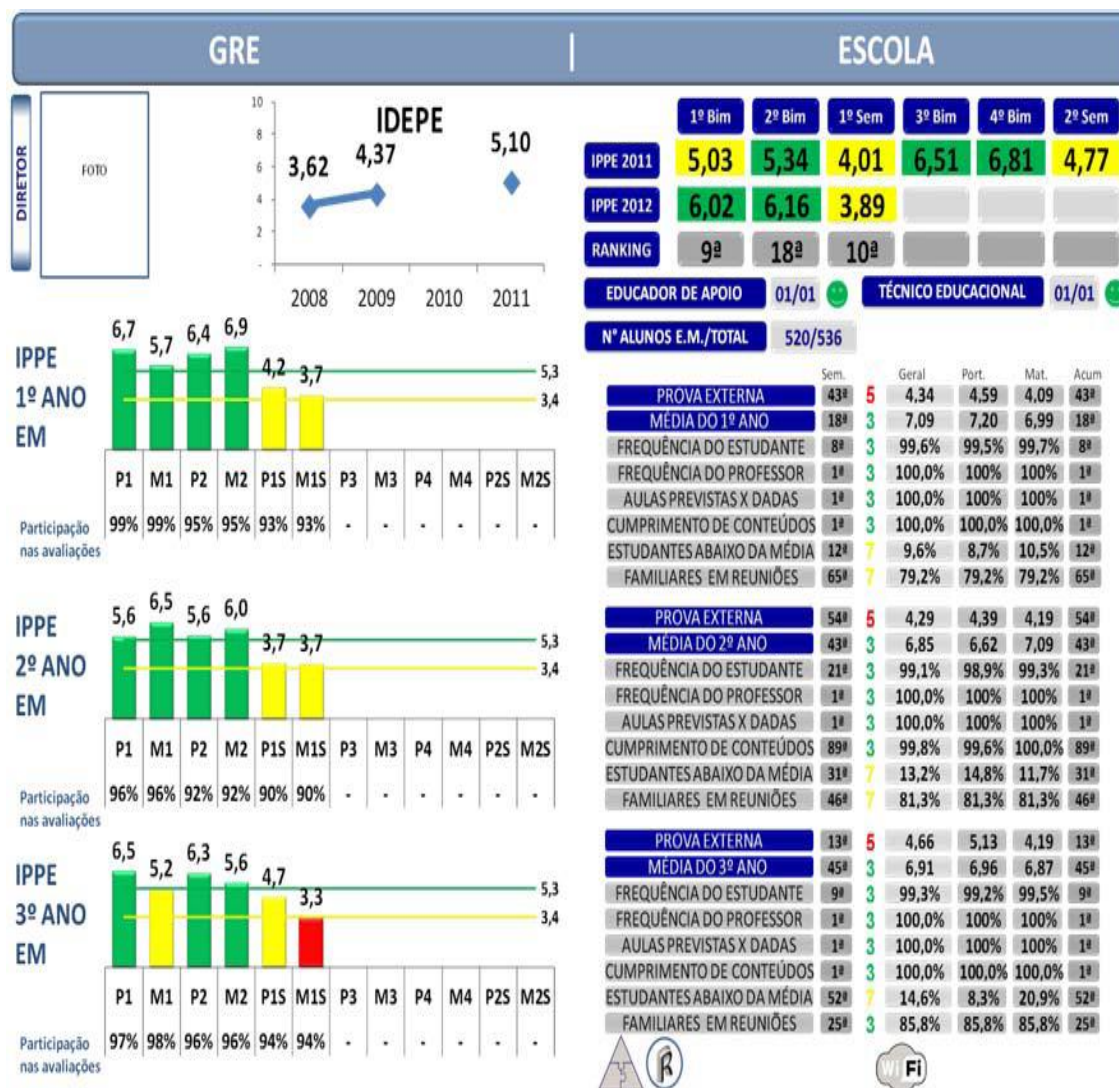 GRE | ESCOLA
DIRETOR
FOTO
IDEPE
10
8
6
4
2
-
3,62 4,37 5,10
2008 2009 2010 2011
1º Bim 2º Bim 1º Sem 3º Bim 4º Bim 2º Sem
IPPE 2011 5,03 5,34 4,01 6,51 6,81 4,77
IPPE 2012 6,02 6,16 3,89
RANKING 9ª 18ª 10ª
EDUCADOR DE APOIO 01/01 TÉCNICO EDUCACIONAL 01/01
N° ALUNOS E.M./TOTAL 520/536
IPPE
1º ANO
EM
6,7 5,7 6,4 6,9 4,2 3,7
5,3
3,4
P1 M1 P2 M2 P1S M1S P3 M3 P4 M4 P2S M2S
Participação
nas avaliações
99% 99% 95% 95% 93% 93% - - - - - -
IPPE
2º ANO
EM
5,6 6,5 5,6 6,0 3,7 3,7
5,3
3,4
P1 M1 P2 M2 P1S M1S P3 M3 P4 M4 P2S M2S
Participação
nas avaliações
96% 96% 92% 92% 90% 90% - - - - - -
IPPE
3º ANO
EM
6,5 5,2 6,3 5,6 4,7 3,3
5,3
3,4
P1 M1 P2 M2 P1S M1S P3 M3 P4 M4 P2S M2S
Participação
nas avaliações
97% 98% 96% 96% 94% 94% - - - - - -
Sem. Geral Port. Mat. Acum
PROVA EXTERNA 43ª 5 4,34 4,59 4,09 43ª
MÉDIA DO 1º ANO 18ª 3 7,09 7,20 6,99 18ª
FREQUÊNCIA DO ESTUDANTE 8ª 3 99,6% 99,5% 99,7% 8ª
FREQUÊNCIA DO PROFESSOR 1ª 3 100,0% 100% 100% 1ª
AULAS PREVISTAS X DADAS 1ª 3 100,0% 100% 100% 1ª
CUMPRIMENTO DE CONTEÚDOS 1ª 3 100,0% 100,0% 100,0% 1ª
ESTUDANTES ABAIXO DA MÉDIA 12ª 7 9,6% 8,7% 10,5% 12ª
FAMILIARES EM REUNIÕES 65ª 7 79,2% 79,2% 79,2% 65ª
PROVA EXTERNA 54ª 5 4,29 4,39 4,19 54ª
MÉDIA DO 2º ANO 43ª 3 6,85 6,62 7,09 43ª
FREQUÊNCIA DO ESTUDANTE 21ª 3 99,1% 98,9% 99,3% 21ª
FREQUÊNCIA DO PROFESSOR 1ª 3 100,0% 100% 100% 1ª
AULAS PREVISTAS X DADAS 1ª 3 100,0% 100% 100% 1ª
CUMPRIMENTO DE CONTEÚDOS 89ª 3 99,8% 99,6% 100,0% 89ª
ESTUDANTES ABAIXO DA MÉDIA 31ª 7 13,2% 14,8% 11,7% 31ª
FAMILIARES EM REUNIÕES 46ª 7 81,3% 81,3% 81,3% 46ª
PROVA EXTERNA 13ª 5 4,66 5,13 4,19 13ª
MÉDIA DO 3º ANO 45ª 3 6,91 6,96 6,87 45ª
FREQUÊNCIA DO ESTUDANTE 9ª 3 99,3% 99,2% 99,5% 9ª
FREQUÊNCIA DO PROFESSOR 1ª 3 100,0% 100% 100% 1ª
AULAS PREVISTAS X DADAS 1ª 3 100,0% 100% 100% 1ª
CUMPRIMENTO DE CONTEÚDOS 1ª 3 100,0% 100,0% 100,0% 1ª
ESTUDANTES ABAIXO DA MÉDIA 52ª 7 14,6% 8,3% 20,9% 52ª
FAMILIARES EM REUNIÕES 25ª 3 85,8% 85,8% 85,8% 25ª
R Wi Fi